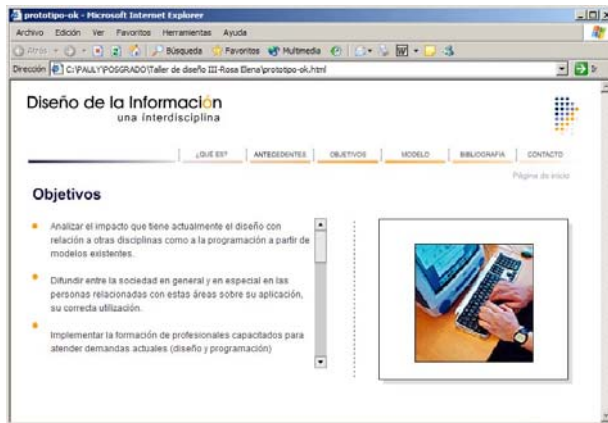 prototipo-ok - Microsoft Internet Explorer
Archivo Edición Ver Favoritos Herramientas Ayuda
Atrás Búsqueda Favoritos Multimedia
Dirección C:\PAULY\POSGRADO\Taller de diseño III-Rosa Elena\prototipo-ok.html Ir
Diseño de la Información
una interdisciplina
¿QUÉ ES? ANTECEDENTES OBJETIVOS MODELO BIBLIOGRAFIA CONTACTO
Página de inicio
Objetivos
Analizar el impacto que tiene actualmente el diseño con
relación a otras disciplinas como a la programación a partir de
modelos existentes.
Difundir entre la sociedad en general y en especial en las
personas relacionadas con estas áreas sobre su aplicación,
su correcta utilización.
Implementar la formación de profesionales capacitados para
atender demandas actuales (diseño y programación)